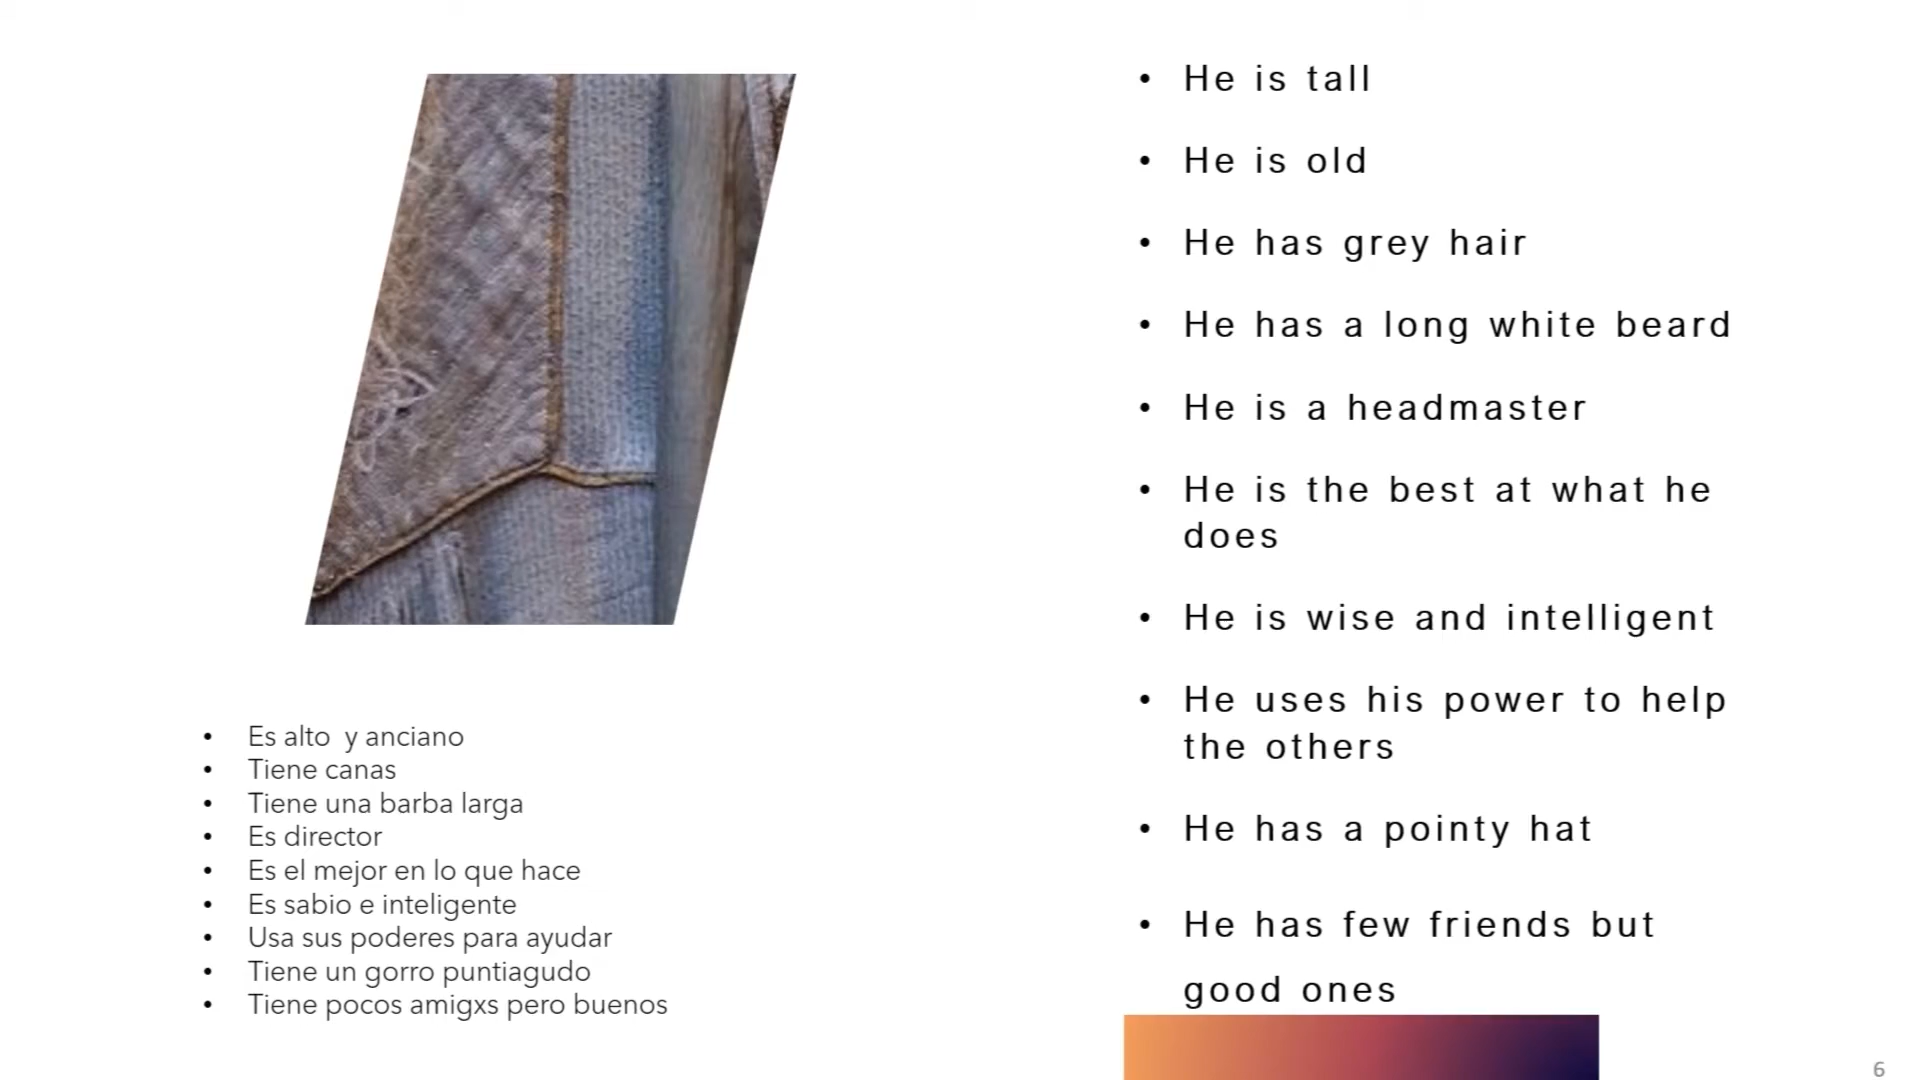 • Es alto y anciano
• Tiene canas
• Tiene una barba larga
• Es director
• Es el mejor en lo que hace
• Es sabio e inteligente
• Usa sus poderes para ayudar
• Tiene un gorro puntiagudo
• Tiene pocos amigxs pero buenos
• He is tall
• He is old
• He has grey hair
• He has a long white beard
• He is a headmaster
• He is the best at what he
does
• He is wise and intelligent
• He uses his power to help
the others
• He has a pointy hat
• He has few friends but
good ones
6